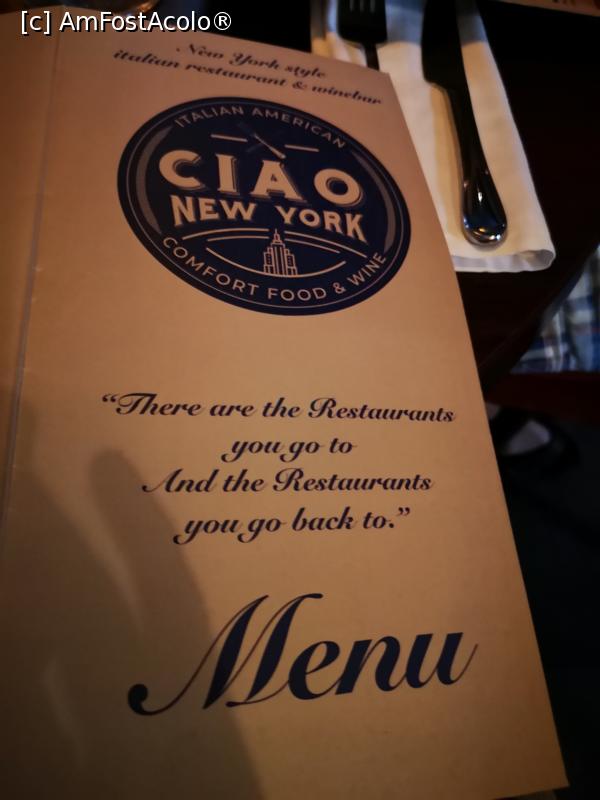 [c] AmFostAcolo®
New York style
italian restaurant & winebar
ITALIAN AMERICAN
CIAO
NEW YORK
COMFORT FOOD & WINE
“There are the Restaurants
you go to
And the Restaurants
you go back to.”
Menu